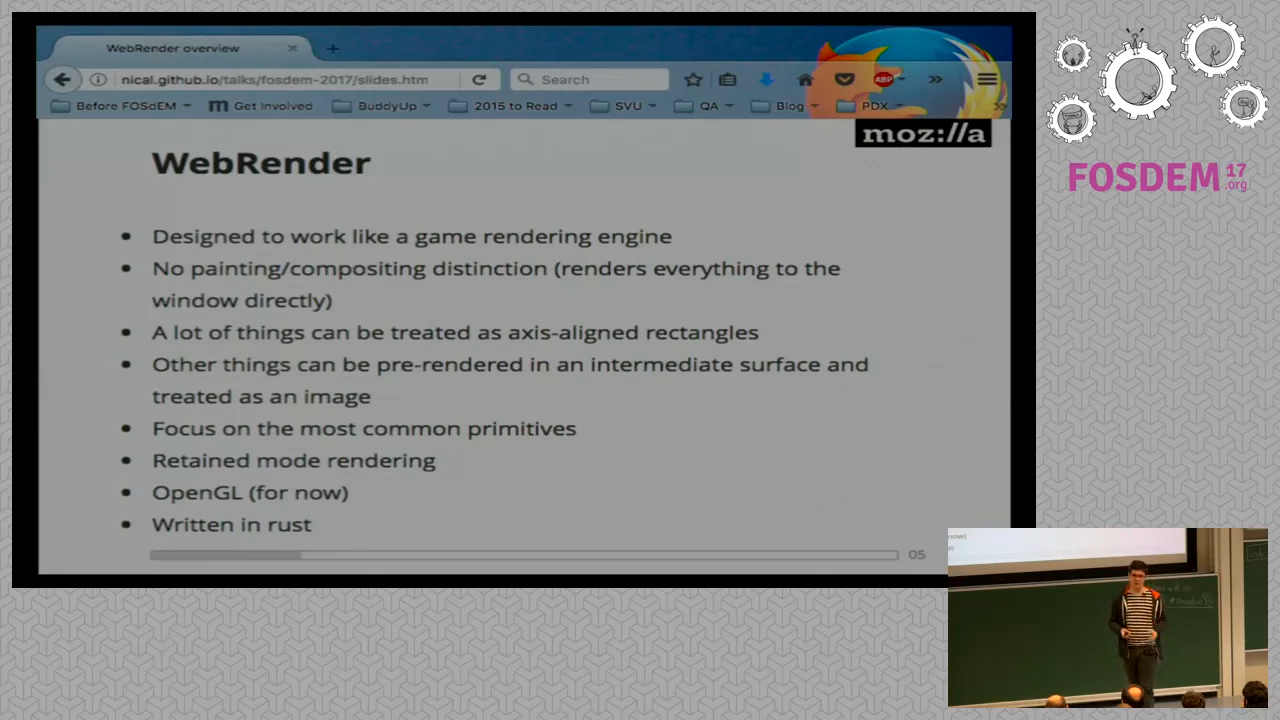 WebRender overview
nical.github.io/talks/fosdem-2017/slides.htm
Search
ABP
Before FOSdEM
Get Involved
BuddyUp
2015 to Read
SVU
QA
Blog
PDX
moz://a
WebRender
Designed to work like a game rendering engine
No painting/compositing distinction (renders everything to the
window directly)
A lot of things can be treated as axis-aligned rectangles
Other things can be pre-rendered in an intermediate surface and
treated as an image
Focus on the most common primitives
Retained mode rendering
OpenGL (for now)
Written in rust
05
FOSDEM 17
.org
now)